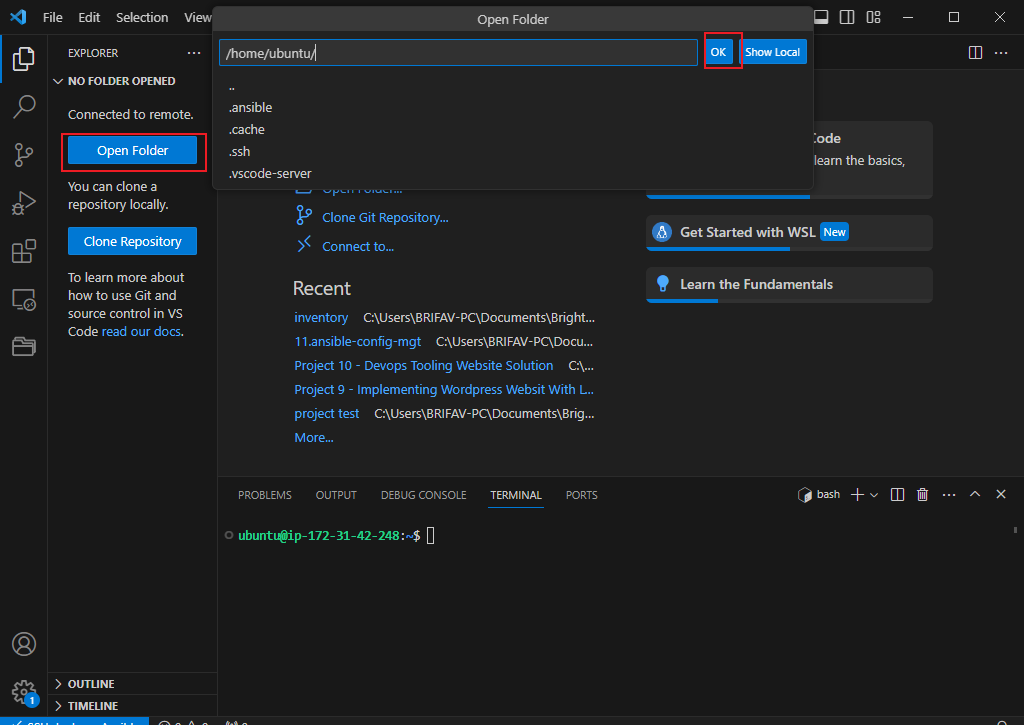 File Edit Selection View
Open Folder
/home/ubuntu/
OK
Show Local
..
.ansible
.cache
.ssh
.vscode-server
EXPLORER
NO FOLDER OPENED
Connected to remote.
Open Folder
You can clone a
repository locally.
Clone Repository
To learn more about
how to use Git and
source control in VS
Code read our docs.
OUTLINE
TIMELINE
1
Open Folder...
Clone Git Repository...
Connect to...
Recent
inventory C:\Users\BRIFAV-PC\Documents\Bright...
11.ansible-config-mgt C:\Users\BRIFAV-PC\Docu...
Project 10 - Devops Tooling Website Solution C:\...
Project 9 - Implementing Wordpress Websit With L...
project test C:\Users\BRIFAV-PC\Documents\Brig...
More...
Code
learn the basics,
Get Started with WSL New
Learn the Fundamentals
PROBLEMS OUTPUT DEBUG CONSOLE TERMINAL PORTS
bash
ubuntu@ip-172-31-42-248:~$